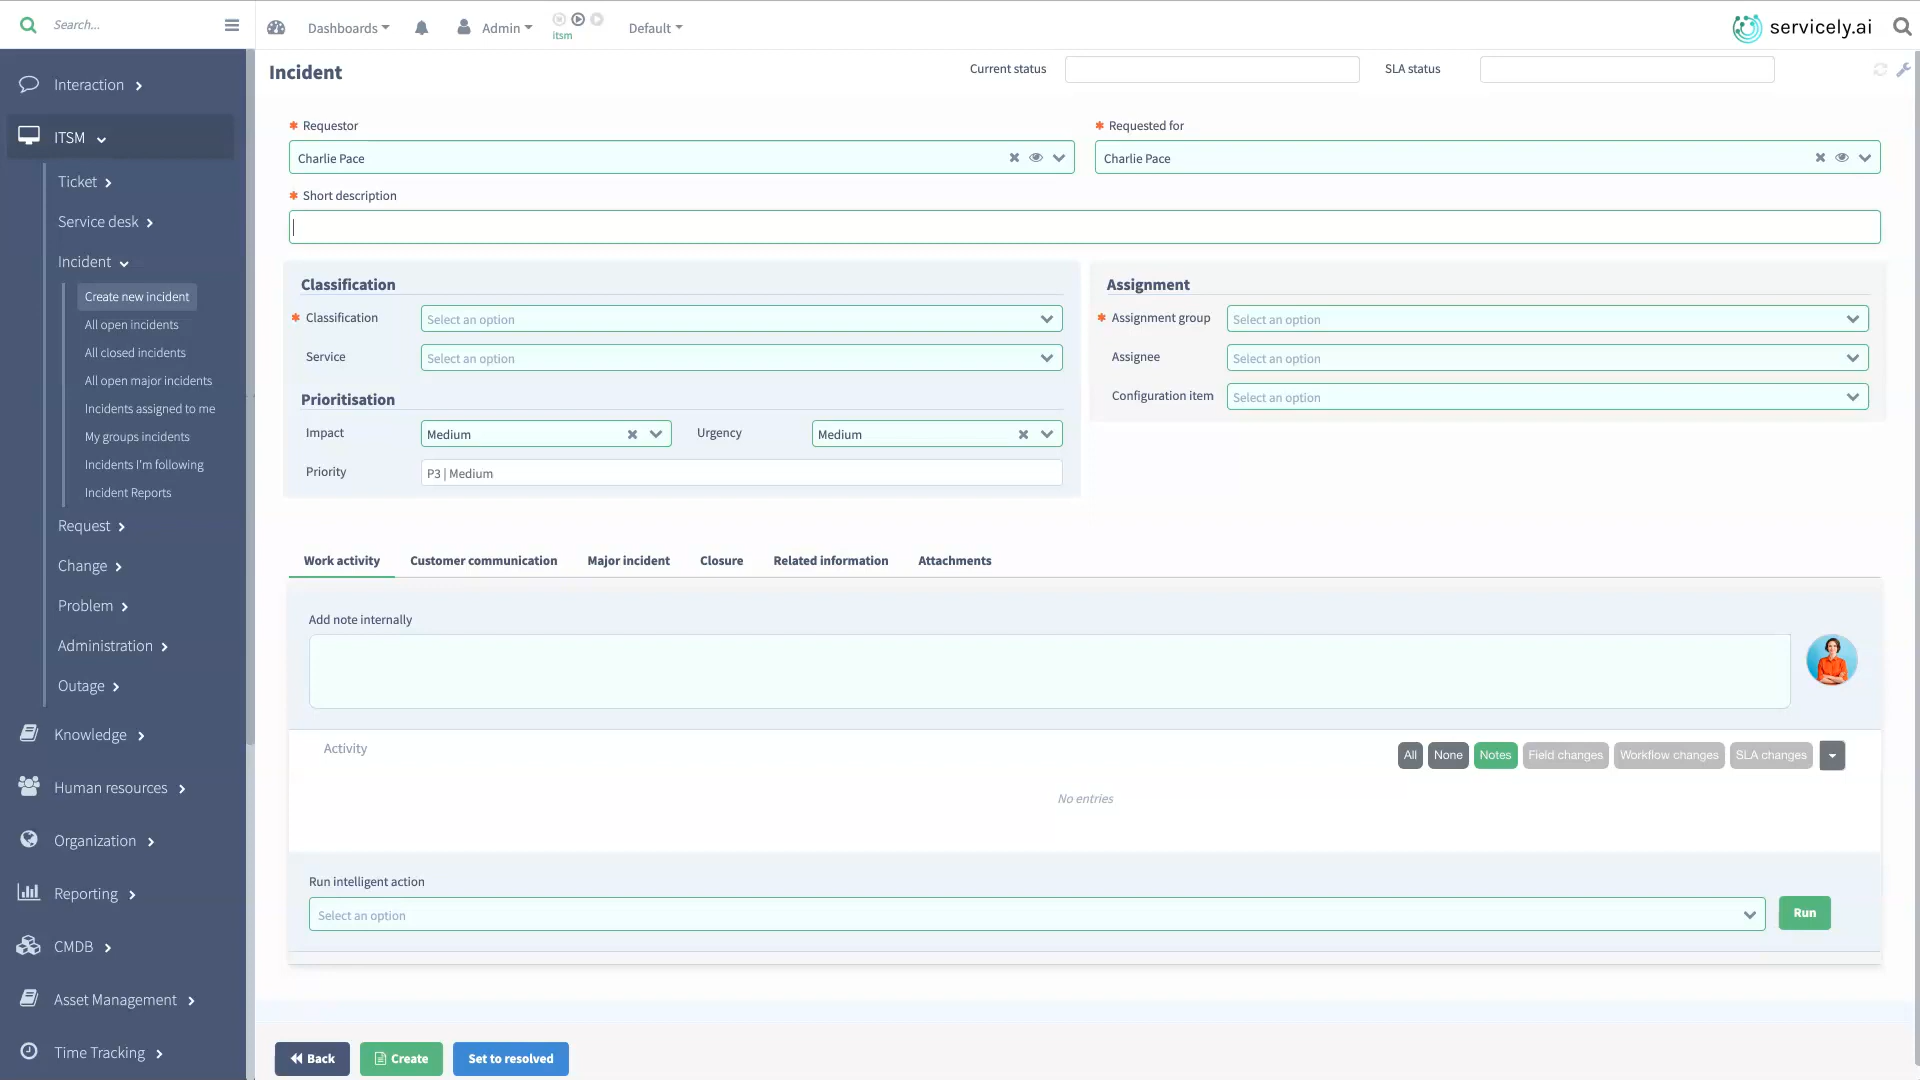 Search...
Dashboards
Admin
itsm
Default
servicely.ai
Interaction
ITSM
Ticket
Service desk
Incident
Create new incident
All open incidents
All closed incidents
All open major incidents
Incidents assigned to me
My groups incidents
Incidents I'm following
Incident Reports
Request
Change
Problem
Administration
Outage
Knowledge
Human resources
Organization
Reporting
CMDB
Asset Management
Time Tracking
Incident
Current status
SLA status
* Requestor
Charlie Pace
* Requested for
Charlie Pace
* Short description
Classification
* Classification
Select an option
Service
Select an option
Prioritisation
Impact
Medium
Urgency
Medium
Priority
P3 | Medium
Assignment
* Assignment group
Select an option
Assignee
Select an option
Configuration item
Select an option
Work activity
Customer communication
Major incident
Closure
Related information
Attachments
Add note internally
Activity
All
None
Notes
Field changes
Workflow changes
SLA changes
No entries
Run intelligent action
Select an option
Run
Back
Create
Set to resolved